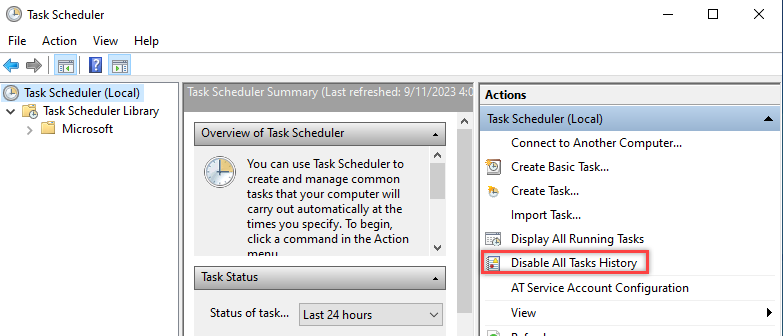 Task Scheduler
File Action View Help
Task Scheduler (Local)
Task Scheduler Library
Microsoft
Task Scheduler Summary (Last refreshed: 9/11/2023 4:0
Overview of Task Scheduler
You can use Task Scheduler to
create and manage common
tasks that your computer will
carry out automatically at the
times you specify. To begin,
click a command in the Action
menu
Task Status
Status of task... Last 24 hours
Actions
Task Scheduler (Local)
Connect to Another Computer...
Create Basic Task...
Create Task...
Import Task...
Display All Running Tasks
Disable All Tasks History
AT Service Account Configuration
View